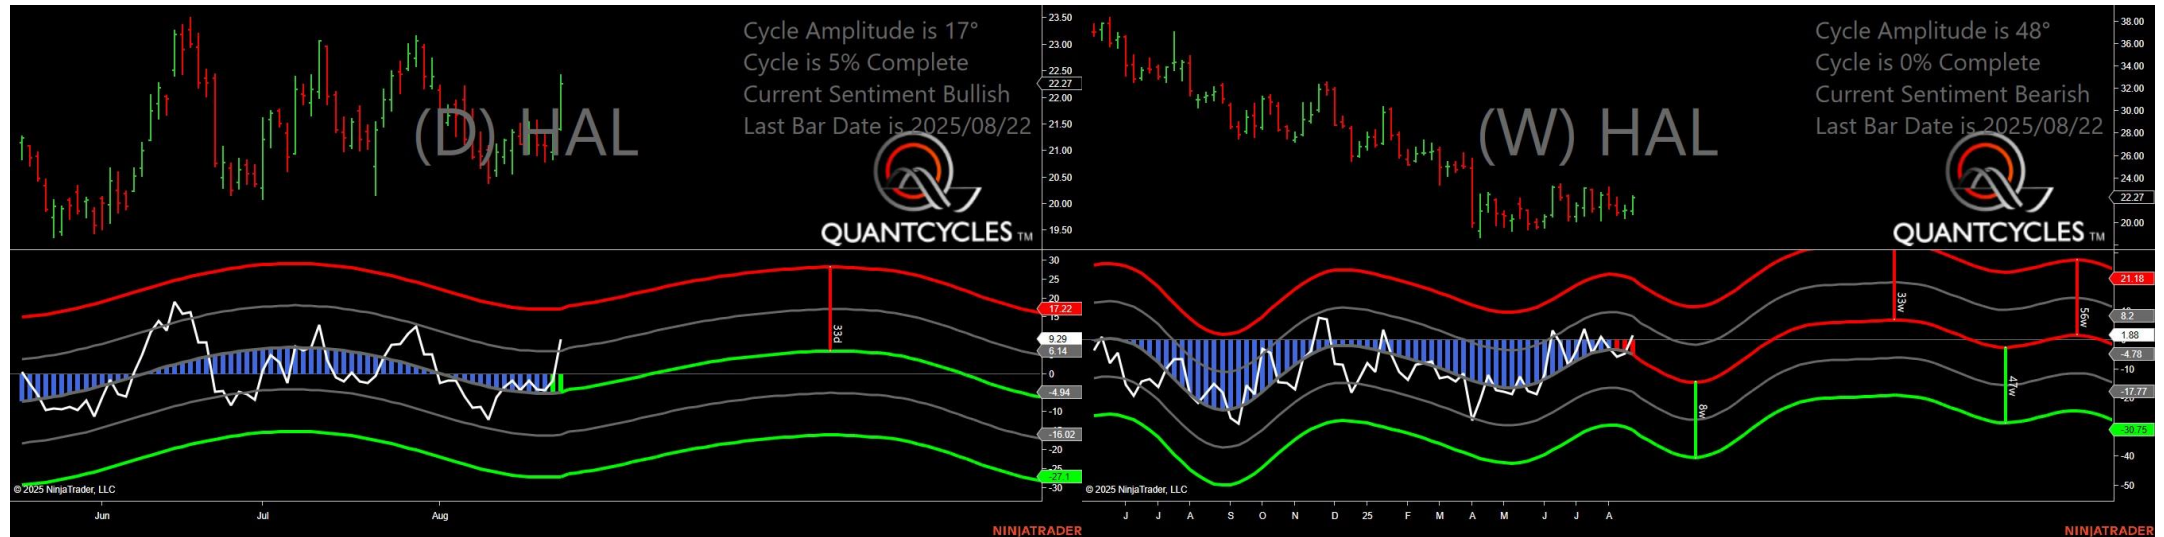 Cycle Amplitude is 17°
Cycle is 5% Complete
Current Sentiment Bullish
Last Bar Date is 2025/08/22
(D) HAL
QUANTCYCLES TM
23.50
23.00
22.50
22.27
22.00
21.50
21.00
20.50
20.00
19.50
30
25
20
17.22
15
9.29
6.14
0
-4.94
-10
-16.02
-20
-25
-27.1
-30
33d
© 2025 NinjaTrader, LLC
Jun
Jul
Aug
NINJATRADER
Cycle Amplitude is 48°
Cycle is 0% Complete
Current Sentiment Bearish
Last Bar Date is 2025/08/22
(W) HAL
QUANTCYCLES TM
38.00
36.00
34.00
32.00
30.00
28.00
26.00
24.00
22.27
20.00
21.18
8.2
1.88
-4.78
-10
-17.77
-30.75
-40
-50
8w
33w
47w
56w
© 2025 NinjaTrader, LLC
J
J
A
S
O
N
D
25
F
M
A
M
J
J
A
NINJATRADER